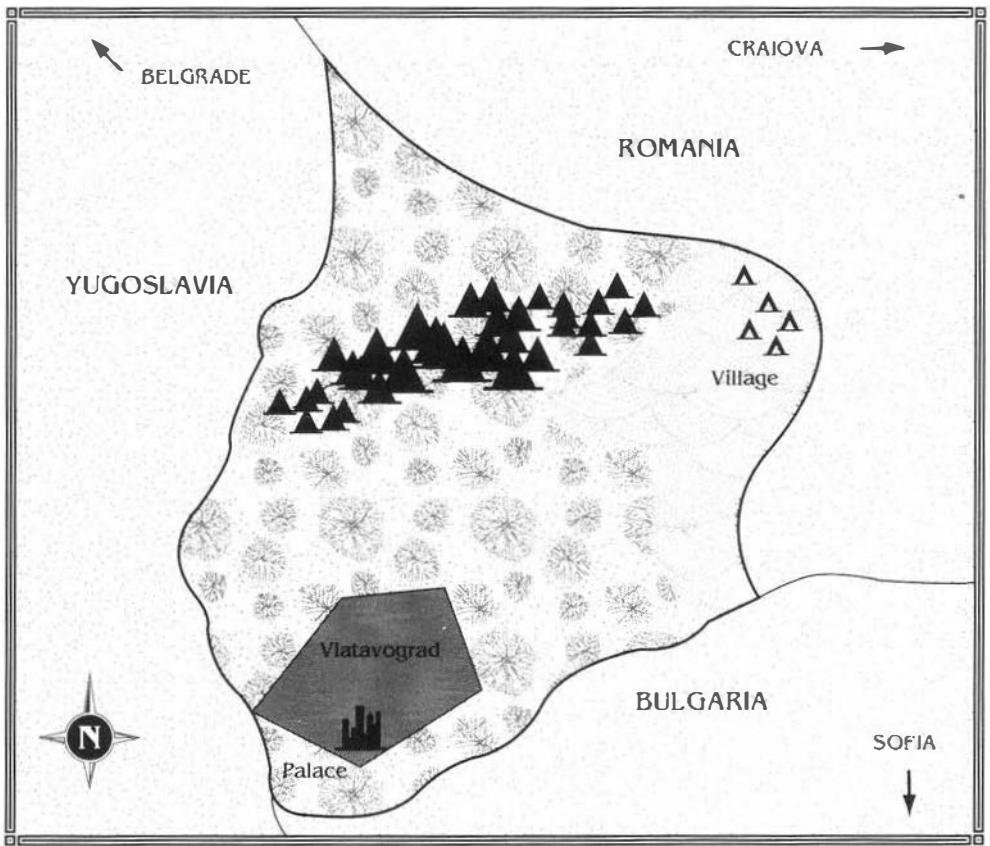 BELGRADE
CRAIOVA
ROMANIA
YUGOSLAVIA
Village
Vlatavograd
BULGARIA
N
SOFIA
Palace